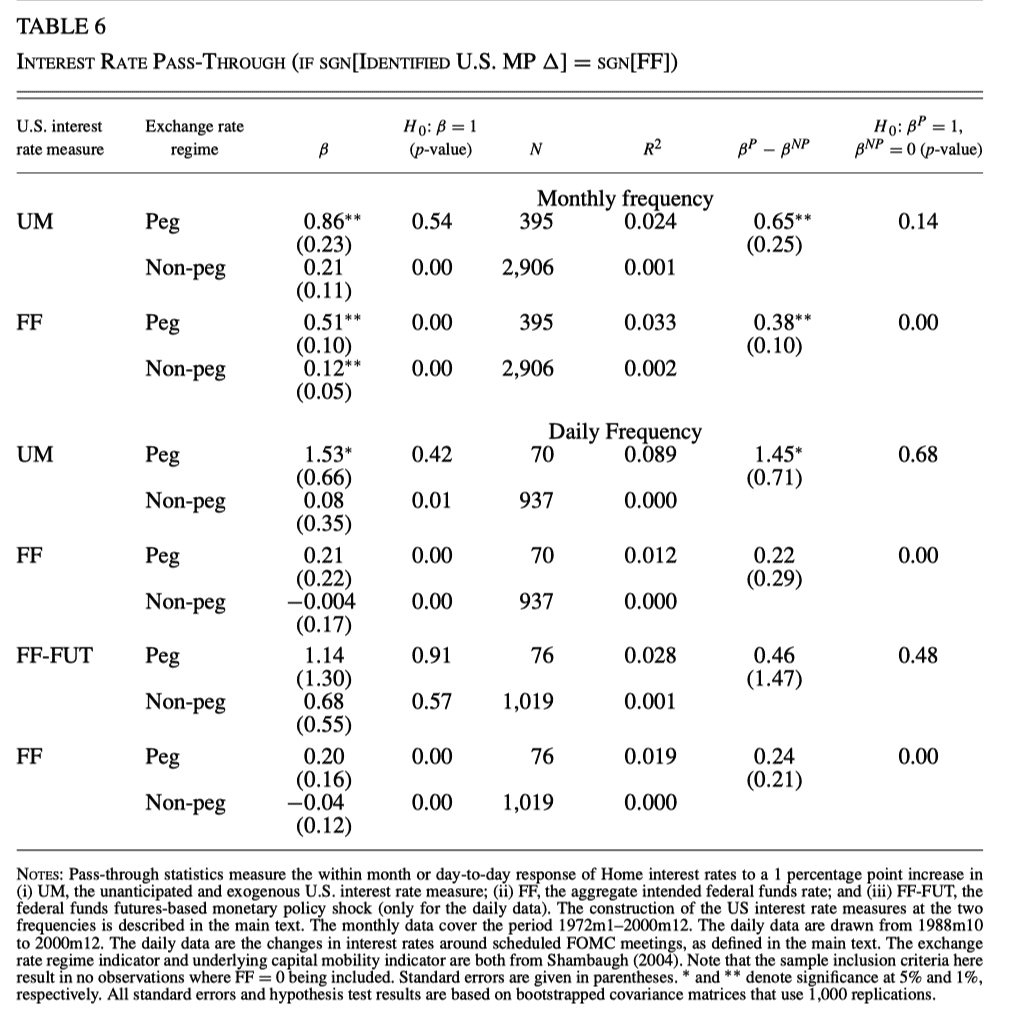 TABLE 6
INTEREST RATE PASS-THROUGH (IF SGN[IDENTIFIED U.S. MP Δ] = SGN[FF])
U.S. interest Exchange rate H0: β = 1 H0: βP = 1,
rate measure regime β (p-value) N R2 βP − βNP βNP = 0 (p-value)
Monthly frequency
UM Peg 0.86** 0.54 395 0.024 0.65** 0.14
(0.23) (0.25)
Non-peg 0.21 0.00 2,906 0.001
(0.11)
FF Peg 0.51** 0.00 395 0.033 0.38** 0.00
(0.10) (0.10)
Non-peg 0.12** 0.00 2,906 0.002
(0.05)
Daily Frequency
UM Peg 1.53* 0.42 70 0.089 1.45* 0.68
(0.66) (0.71)
Non-peg 0.08 0.01 937 0.000
(0.35)
FF Peg 0.21 0.00 70 0.012 0.22 0.00
(0.22) (0.29)
Non-peg −0.004 0.00 937 0.000
(0.17)
FF-FUT Peg 1.14 0.91 76 0.028 0.46 0.48
(1.30) (1.47)
Non-peg 0.68 0.57 1,019 0.001
(0.55)
FF Peg 0.20 0.00 76 0.019 0.24 0.00
(0.16) (0.21)
Non-peg −0.04 0.00 1,019 0.000
(0.12)
NOTES: Pass-through statistics measure the within month or day-to-day response of Home interest rates to a 1 percentage point increase in
(i) UM, the unanticipated and exogenous U.S. interest rate measure; (ii) FF, the aggregate intended federal funds rate; and (iii) FF-FUT, the
federal funds futures-based monetary policy shock (only for the daily data). The construction of the US interest rate measures at the two
frequencies is described in the main text. The monthly data cover the period 1972m1–2000m12. The daily data are drawn from 1988m10
to 2000m12. The daily data are the changes in interest rates around scheduled FOMC meetings, as defined in the main text. The exchange
rate regime indicator and underlying capital mobility indicator are both from Shambaugh (2004). Note that the sample inclusion criteria here
result in no observations where FF = 0 being included. Standard errors are given in parentheses. * and ** denote significance at 5% and 1%,
respectively. All standard errors and hypothesis test results are based on bootstrapped covariance matrices that use 1,000 replications.